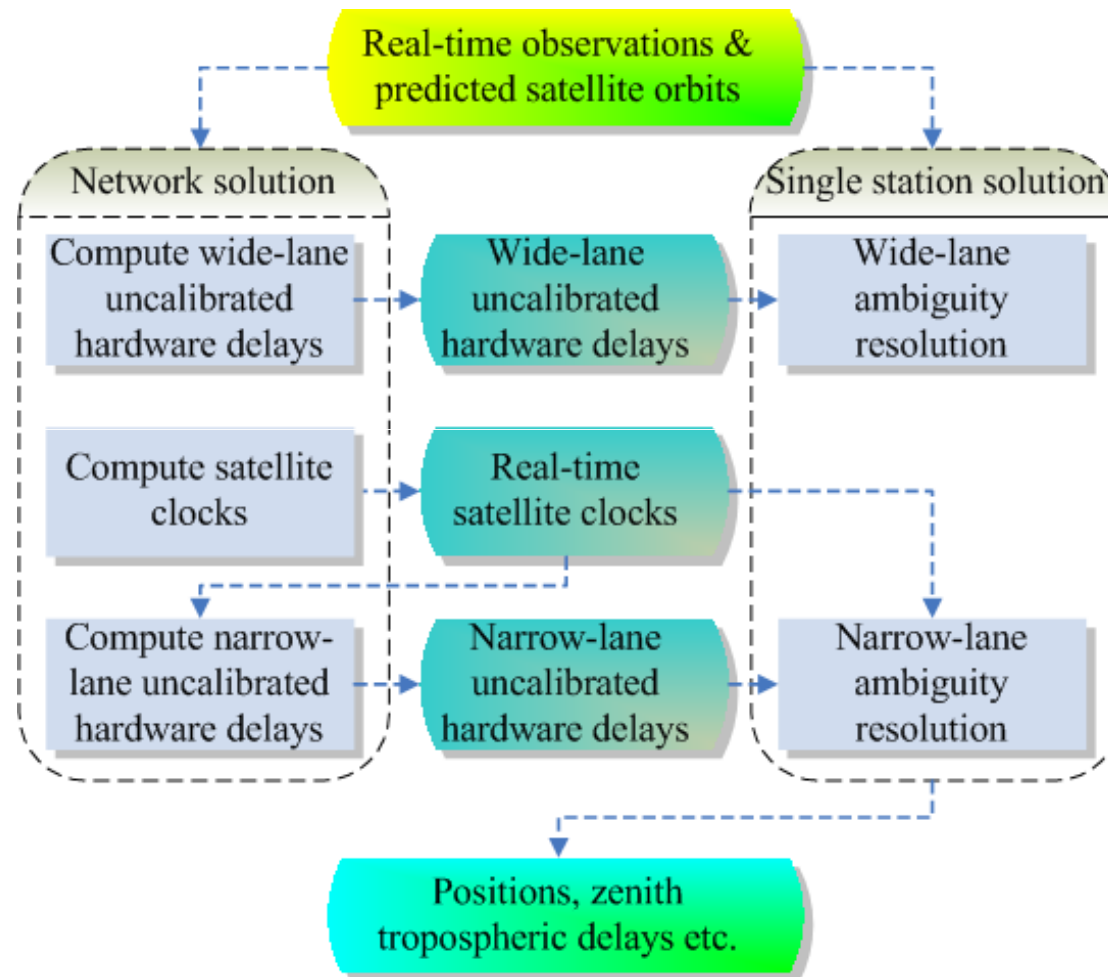 Real-time observations &
predicted satellite orbits
Network solution
Single station solution
Compute wide-lane
uncalibrated
hardware delays
Wide-lane
uncalibrated
hardware delays
Wide-lane
ambiguity
resolution
Compute satellite
clocks
Real-time
satellite clocks
Compute narrow-
lane uncalibrated
hardware delays
Narrow-lane
uncalibrated
hardware delays
Narrow-lane
ambiguity
resolution
Positions, zenith
tropospheric delays etc.